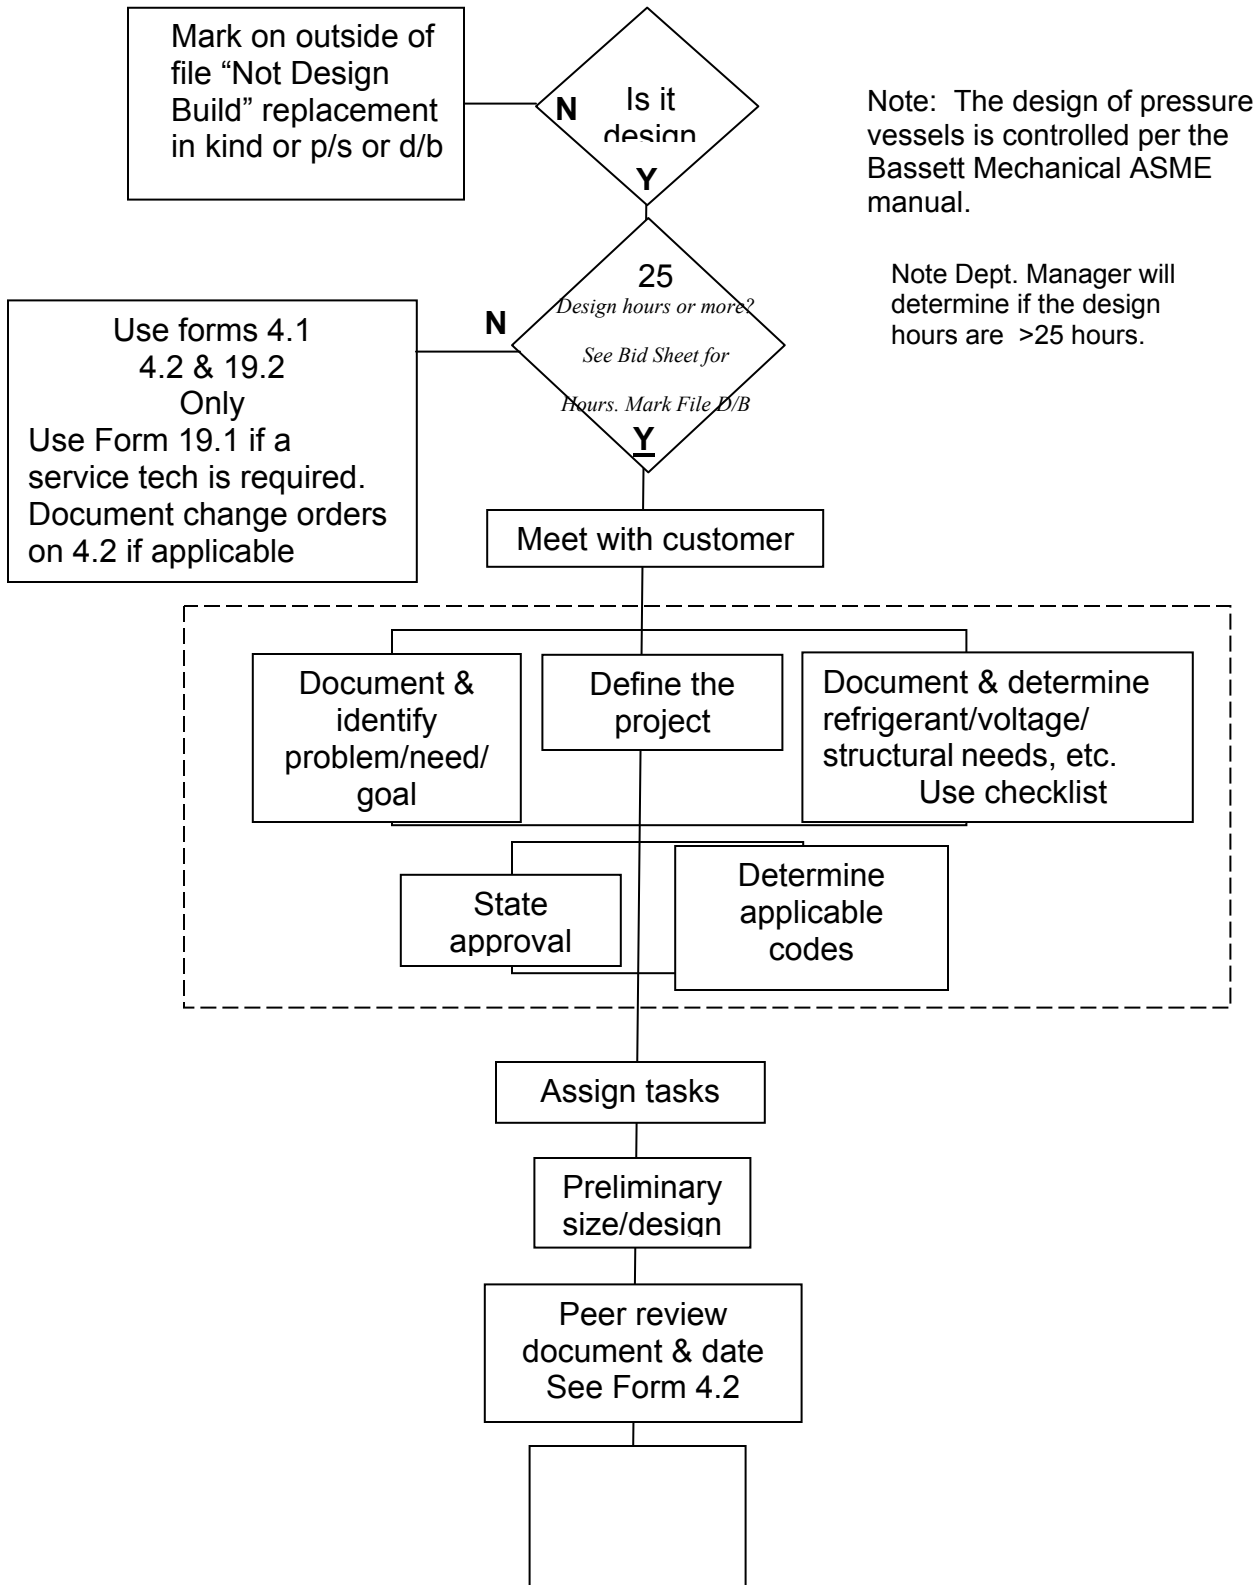 Mark on outside of
file “Not Design
Build” replacement
in kind or p/s or d/b
N
Is it
design
Y
Note:  The design of pressure
vessels is controlled per the
Bassett Mechanical ASME
manual.
Note Dept. Manager will
determine if the design
hours are  >25 hours.
25
Design hours or more?
See Bid Sheet for
Hours. Mark File D/B
N
Y
Use forms 4.1
4.2 & 19.2
Only
Use Form 19.1 if a
service tech is required.
Document change orders
on 4.2 if applicable
Meet with customer
Document &
identify
problem/need/
goal
Define the
project
Document & determine
refrigerant/voltage/
structural needs, etc.
Use checklist
State
approval
Determine
applicable
codes
Assign tasks
Preliminary
size/design
Peer review
document & date
See Form 4.2